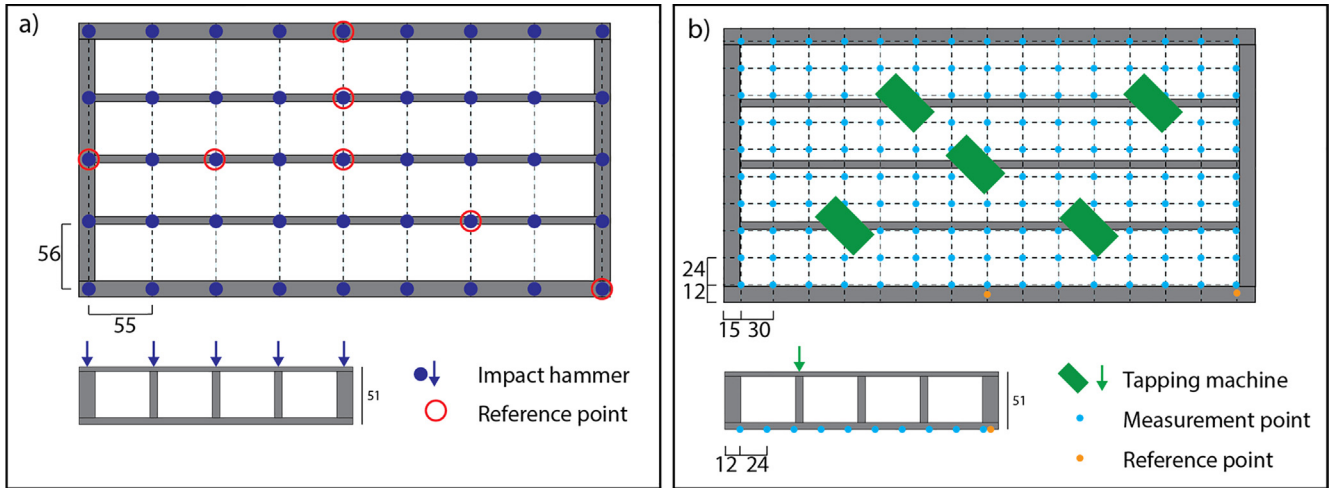 a)
56
55
51
Impact hammer
Reference point
b)
24
12
15 30
51
Tapping machine
Measurement point
Reference point
12 24